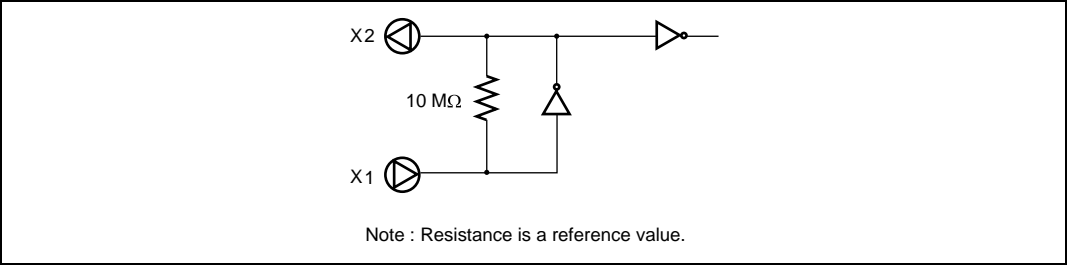 X2
10 MΩ
X1
Note : Resistance is a reference value.